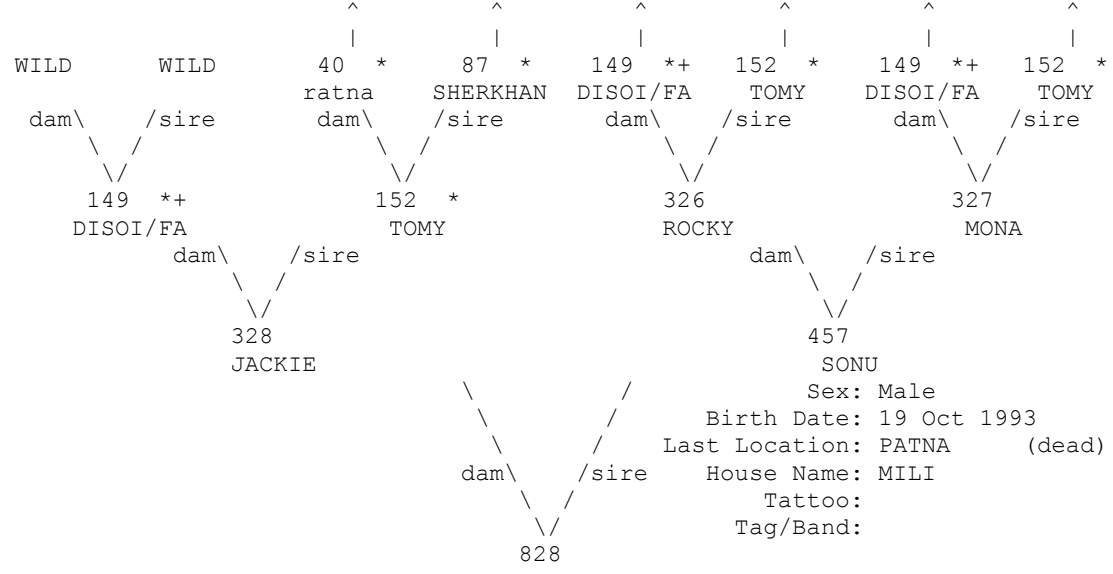 ^ ^ ^ ^ ^ ^
| | | | | |
WILD WILD 40 * 87 * 149 *+ 152 * 149 *+ 152 *
ratna SHERKHAN DISOI/FA TOMY DISOI/FA TOMY
dam\ /sire dam\ /sire dam\ /sire dam\ /sire
\ / \ / \ / \ /
\/ \/ \/ \/
149 *+ 152 * 326 327
DISOI/FA TOMY ROCKY MONA
dam\ /sire dam\ /sire
\ / \ /
\/ \/
328 457
JACKIE SONU
\ / Sex: Male
\ / Birth Date: 19 Oct 1993
\ / Last Location: PATNA (dead)
dam\ /sire House Name: MILI
\ / Tattoo:
\/ Tag/Band:
828